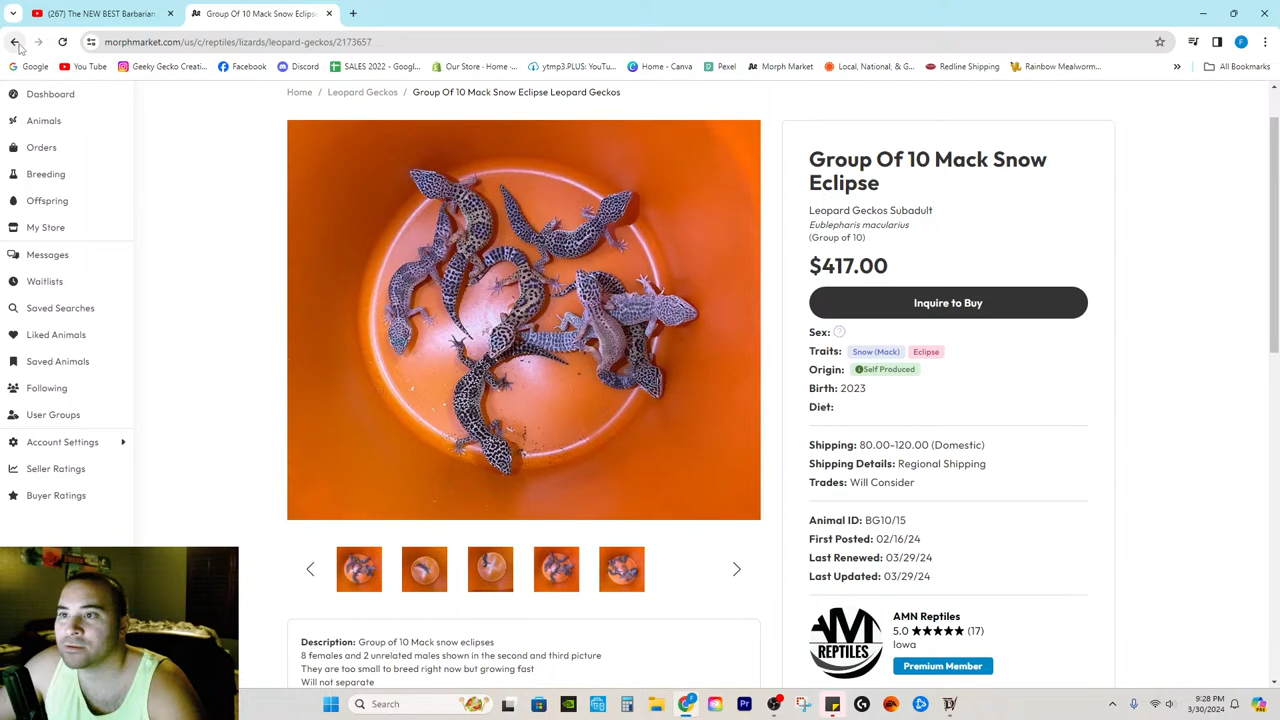 (267) The NEW BEST Barbarian
Group Of 10 Mack Snow Eclipse
morphmarket.com/us/c/reptiles/lizards/leopard-geckos/2173657
Google
You Tube
Geeky Gecko Creati...
Facebook
Discord
SALES 2022 - Googl...
Our Store - Home -...
ytmp3.PLUS: YouTu...
Home - Canva
Pexel
Morph Market
Local, National, & G...
Redline Shipping
Rainbow Mealworm...
All Bookmarks
Dashboard
Animals
Orders
Breeding
Offspring
My Store
Messages
Waitlists
Saved Searches
Liked Animals
Saved Animals
Following
User Groups
Account Settings
Seller Ratings
Buyer Ratings
Home / Leopard Geckos / Group Of 10 Mack Snow Eclipse Leopard Geckos
Group Of 10 Mack Snow
Eclipse
Leopard Geckos Subadult
Eublepharis macularius
(Group of 10)
$417.00
Inquire to Buy
Sex:
Traits: Snow (Mack) Eclipse
Origin: Self Produced
Birth: 2023
Diet:
Shipping: 80.00-120.00 (Domestic)
Shipping Details: Regional Shipping
Trades: Will Consider
Animal ID: BG10/15
First Posted: 02/16/24
Last Renewed: 03/29/24
Last Updated: 03/29/24
M REPTILES
AMN Reptiles
5.0 ★★★★★ (17)
Iowa
Premium Member
Description: Group of 10 Mack snow eclipses
8 females and 2 unrelated males shown in the second and third picture
They are too small to breed right now but growing fast
Will not separate
Search
Pr
9:28 PM
3/30/2024